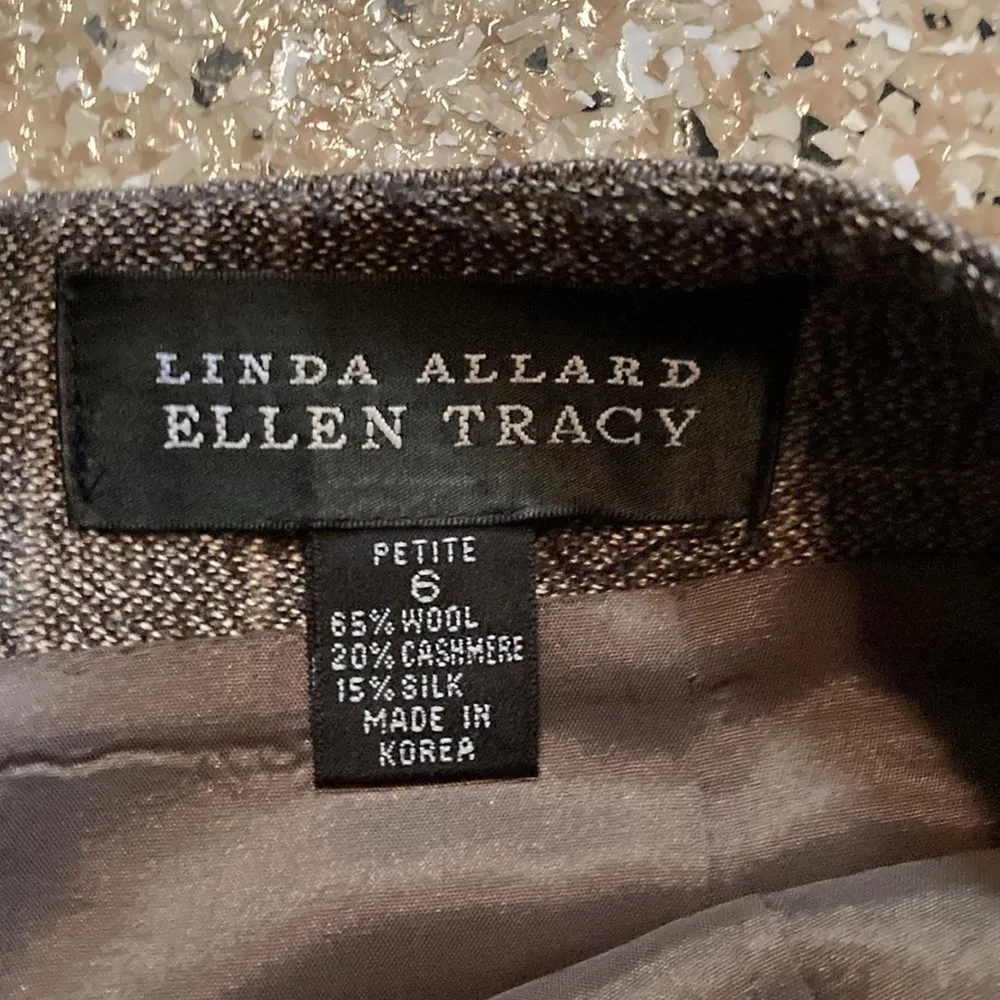 LINDA ALLARD
ELLEN TRACY
PETITE
6
65% WOOL
20% CASHMERE
15% SILK
MADE IN
KOREA